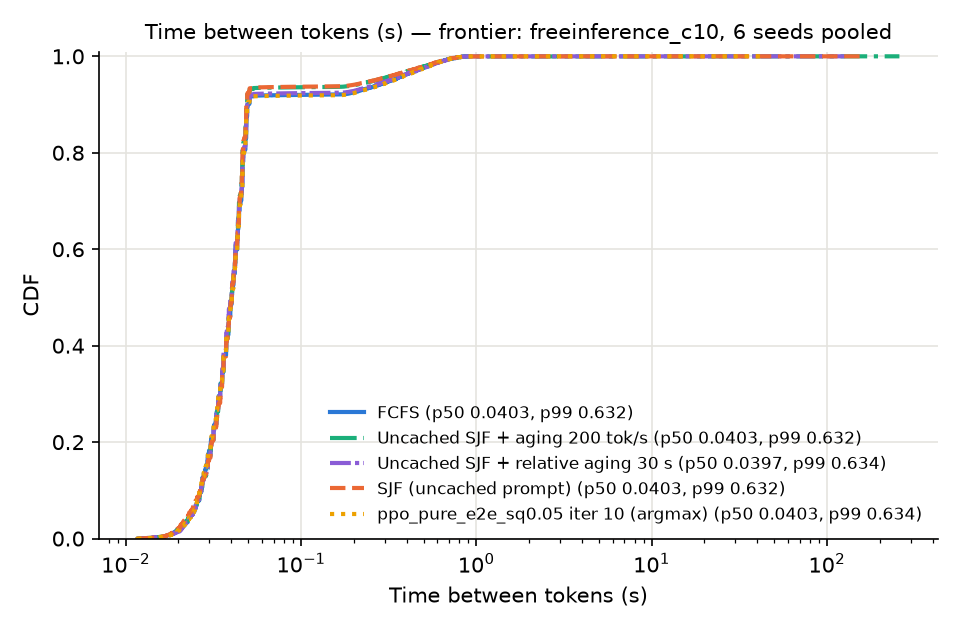 Time between tokens (s) — frontier: freeinference_c10, 6 seeds pooled
1.0
0.8
0.6
0.4
0.2
0.0
CDF
FCFS (p50 0.0403, p99 0.632)
Uncached SJF + aging 200 tok/s (p50 0.0403, p99 0.632)
Uncached SJF + relative aging 30 s (p50 0.0397, p99 0.634)
SJF (uncached prompt) (p50 0.0403, p99 0.632)
ppo_pure_e2e_sq0.05 iter 10 (argmax) (p50 0.0403, p99 0.634)
10⁻² 10⁻¹ 10⁰ 10¹ 10²
Time between tokens (s)